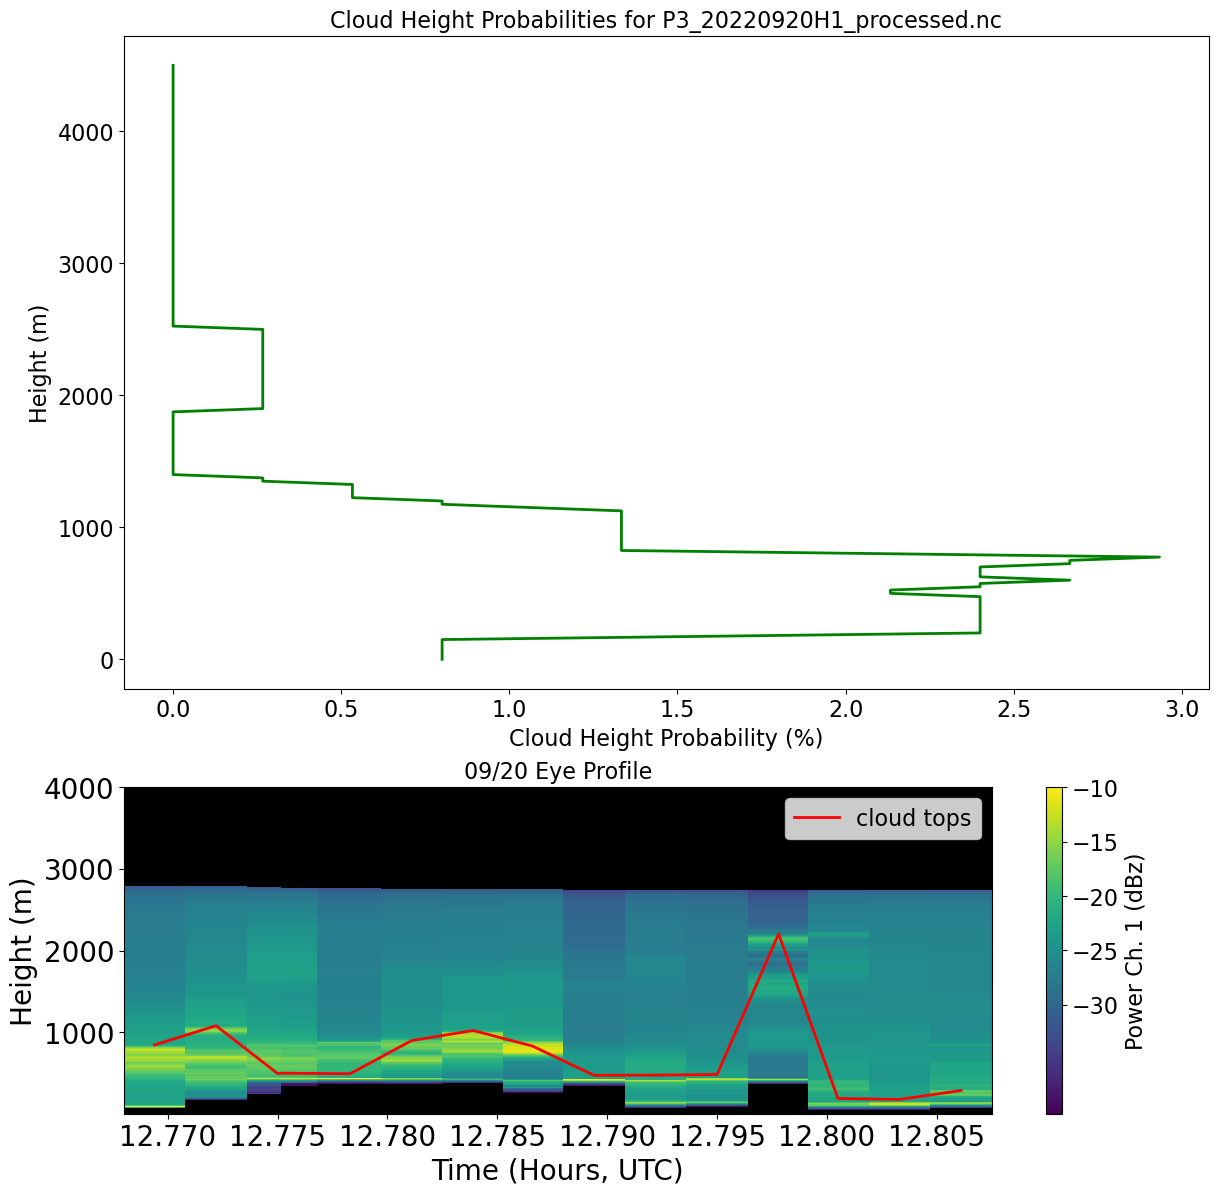 Cloud Height Probabilities for P3_20220920H1_processed.nc
Height (m)
4000
3000
2000
1000
0
0.0 0.5 1.0 1.5 2.0 2.5 3.0
Cloud Height Probability (%)
09/20 Eye Profile
Height (m)
4000
3000
2000
1000
cloud tops
12.770 12.775 12.780 12.785 12.790 12.795 12.800 12.805
Time (Hours, UTC)
−10
−15
−20
−25
−30
Power Ch. 1 (dBz)